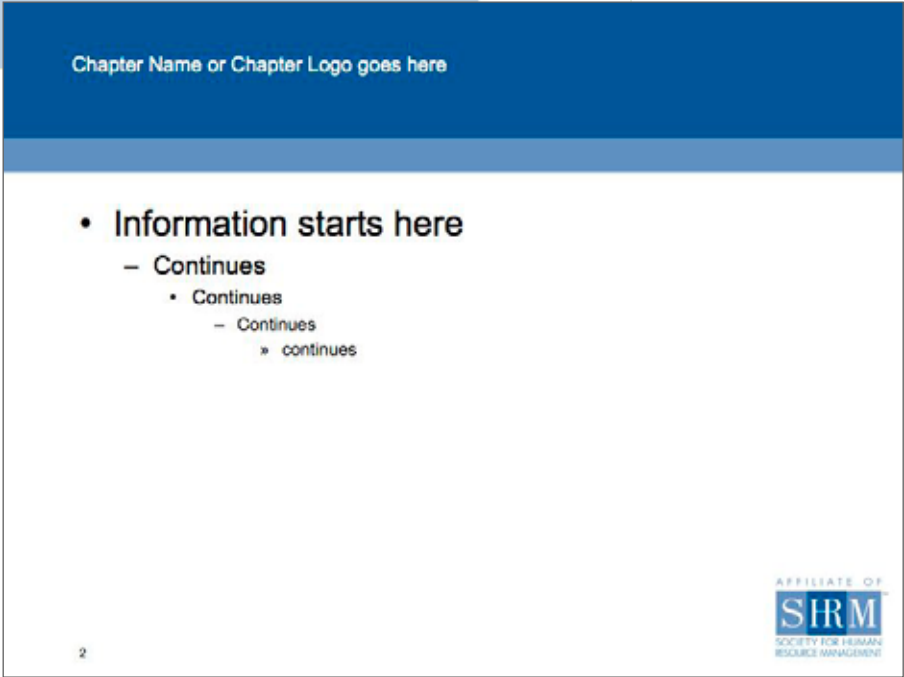 Chapter Name or Chapter Logo goes here
• Information starts here
– Continues
• Continues
– Continues
» continues
AFFILIATE OF
SHRM™
SOCIETY FOR HUMAN
RESOURCE MANAGEMENT
2